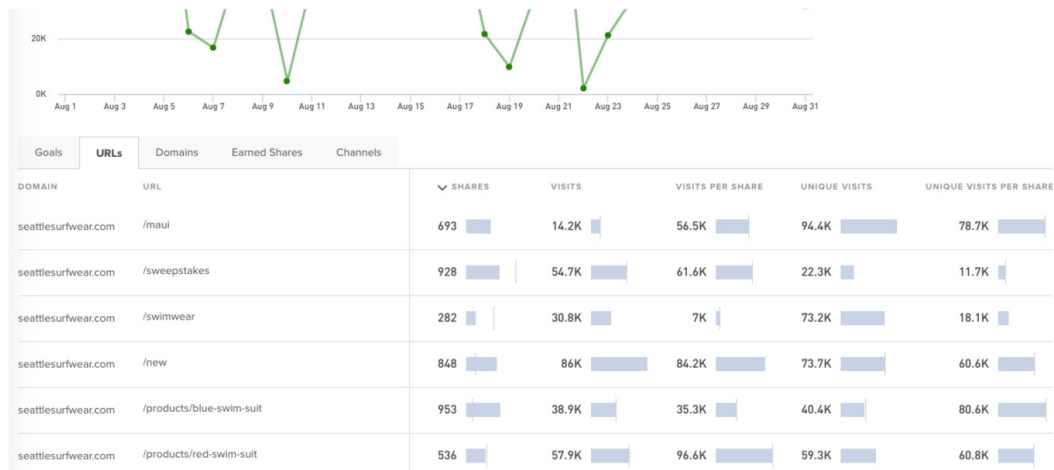 20K
0K
Aug 1 Aug 3 Aug 5 Aug 7 Aug 9 Aug 11 Aug 13 Aug 15 Aug 17 Aug 19 Aug 21 Aug 23 Aug 25 Aug 27 Aug 29 Aug 31
Goals URLs Domains Earned Shares Channels
DOMAIN URL SHARES VISITS VISITS PER SHARE UNIQUE VISITS UNIQUE VISITS PER SHARE
seattlesurfwear.com /maui 693 14.2K 56.5K 94.4K 78.7K
seattlesurfwear.com /sweepstakes 928 54.7K 61.6K 22.3K 11.7K
seattlesurfwear.com /swimwear 282 30.8K 7K 73.2K 18.1K
seattlesurfwear.com /new 848 86K 84.2K 73.7K 60.6K
seattlesurfwear.com /products/blue-swim-suit 953 38.9K 35.3K 40.4K 80.6K
seattlesurfwear.com /products/red-swim-suit 536 57.9K 96.6K 59.3K 60.8K